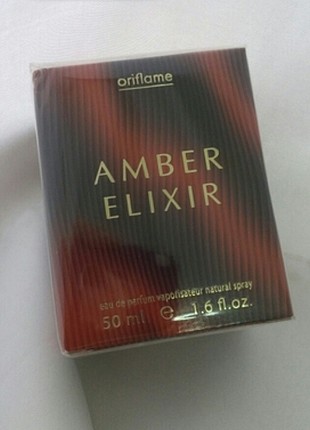 oriflame
AMBER
ELIXIR
eau de parfum vaporisateur natural spray
50 ml e 1.6 fl.oz.